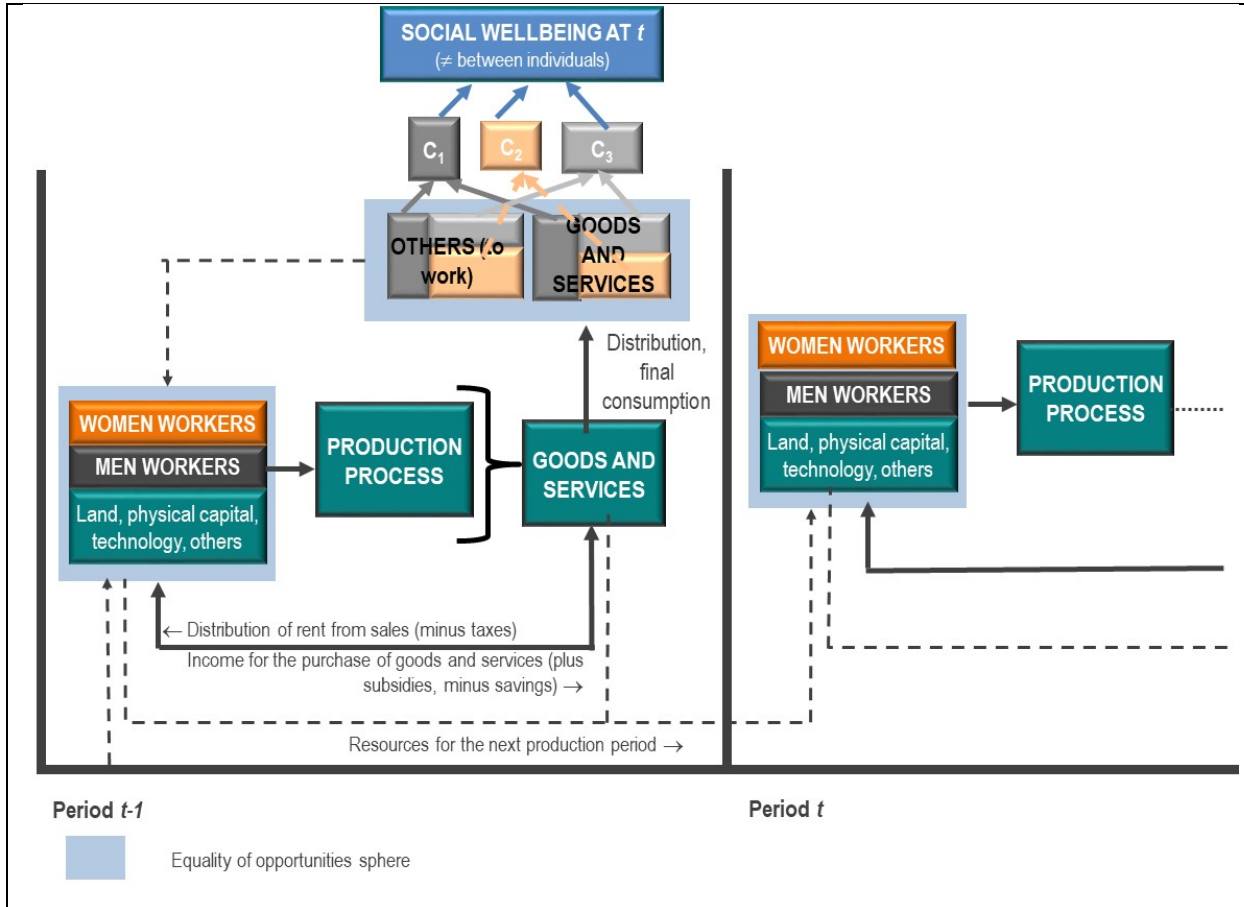 SOCIAL WELLBEING AT t
(≠ between individuals)
C1
C2
C3
OTHERS (to
work)
GOODS
AND
SERVICES
Distribution,
final
consumption
WOMEN WORKERS
MEN WORKERS
Land, physical capital,
technology, others
PRODUCTION
PROCESS
GOODS AND
SERVICES
WOMEN WORKERS
MEN WORKERS
Land, physical capital,
technology, others
PRODUCTION
PROCESS
← Distribution of rent from sales (minus taxes)
Income for the purchase of goods and services (plus
subsidies, minus savings) →
Resources for the next production period →
Period t-1
Period t
Equality of opportunities sphere